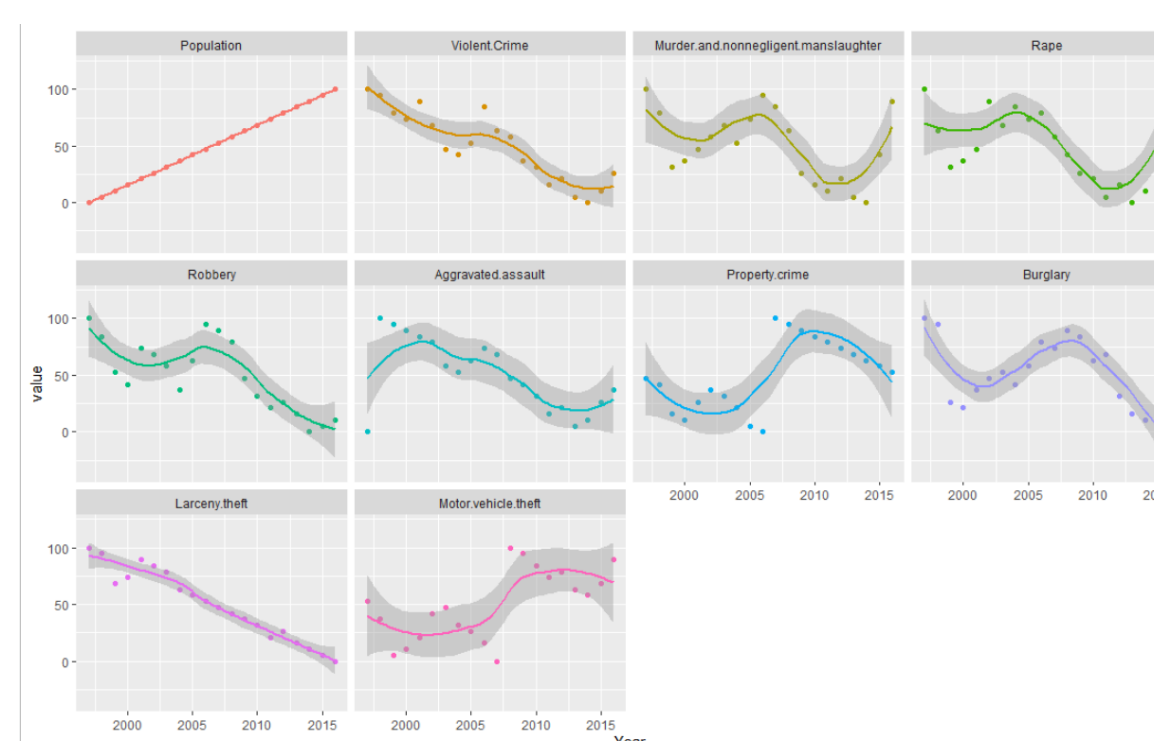 Population Violent.Crime Murder.and.nonnegligent.manslaughter Rape
100
50
0
Robbery Aggravated.assault Property.crime Burglary
100
50
0
value
2000 2005 2010 2015 2000 2005 2010
Larceny.theft Motor.vehicle.theft
100
50
0
2000 2005 2010 2015 2000 2005 2010 2015
Year